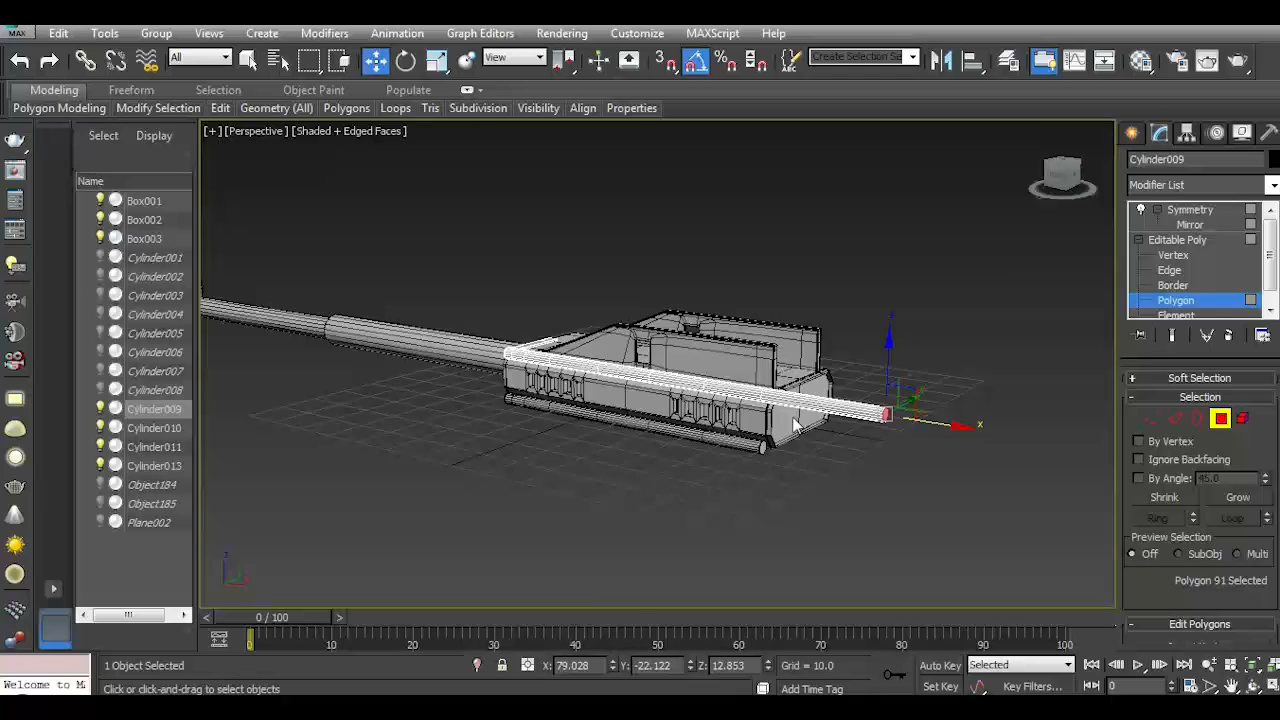 MAX Edit Tools Group Views Create Modifiers Animation Graph Editors Rendering Customize MAXScript Help
All View 3 Create Selection Se
Modeling Freeform Selection Object Paint Populate
Polygon Modeling Modify Selection Edit Geometry (All) Polygons Loops Tris Subdivision Visibility Align Properties
Select Display
Name
Box001
Box002
Box003
Cylinder001
Cylinder002
Cylinder003
Cylinder004
Cylinder005
Cylinder006
Cylinder007
Cylinder008
Cylinder009
Cylinder010
Cylinder011
Cylinder013
Object184
Object185
Plane002
[+][Perspective][Shaded + Edged Faces]
x
Cylinder009
Modifier List
Symmetry
Mirror
Editable Poly
Vertex
Edge
Border
Polygon
Element
+ Soft Selection
- Selection
By Vertex
Ignore Backfacing
By Angle: 45.0
Shrink Grow
Ring Loop
Preview Selection
Off SubObj Multi
Polygon 91 Selected
- Edit Polygons
< 0 / 100 >
0 10 20 30 40 50 60 70 80 90 100
1 Object Selected X: 79.028 Y: -22.122 Z: 12.853 Grid = 10.0 Auto Key Selected
Welcome to M Click or click-and-drag to select objects Add Time Tag Set Key Key Filters... 0